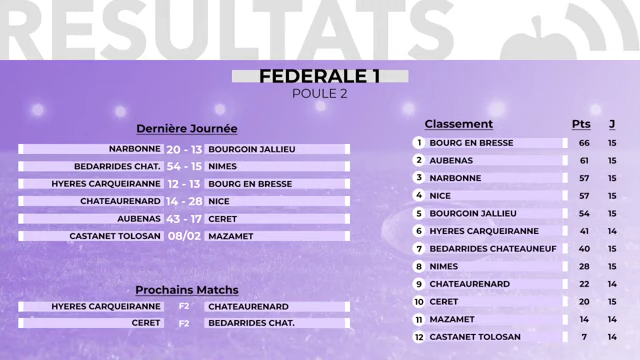 RESULTATS
FEDERALE 1
POULE 2
Dernière Journée
NARBONNE 20 - 13 BOURGOIN JALLIEU
BEDARRIDES CHAT. 54 - 15 NIMES
HYERES CARQUEIRANNE 12 - 13 BOURG EN BRESSE
CHATEAURENARD 14 - 28 NICE
AUBENAS 43 - 17 CERET
CASTANET TOLOSAN 08/02 MAZAMET
Prochains Matchs
HYERES CARQUEIRANNE F2 CHATEAURENARD
CERET F2 BEDARRIDES CHAT.
Classement Pts J
1 BOURG EN BRESSE 66 15
2 AUBENAS 61 15
3 NARBONNE 57 15
4 NICE 57 15
5 BOURGOIN JALLIEU 54 15
6 HYERES CARQUEIRANNE 41 14
7 BEDARRIDES CHATEAUNEUF 40 15
8 NIMES 28 15
9 CHATEAURENARD 22 14
10 CERET 20 15
11 MAZAMET 14 14
12 CASTANET TOLOSAN 7 14